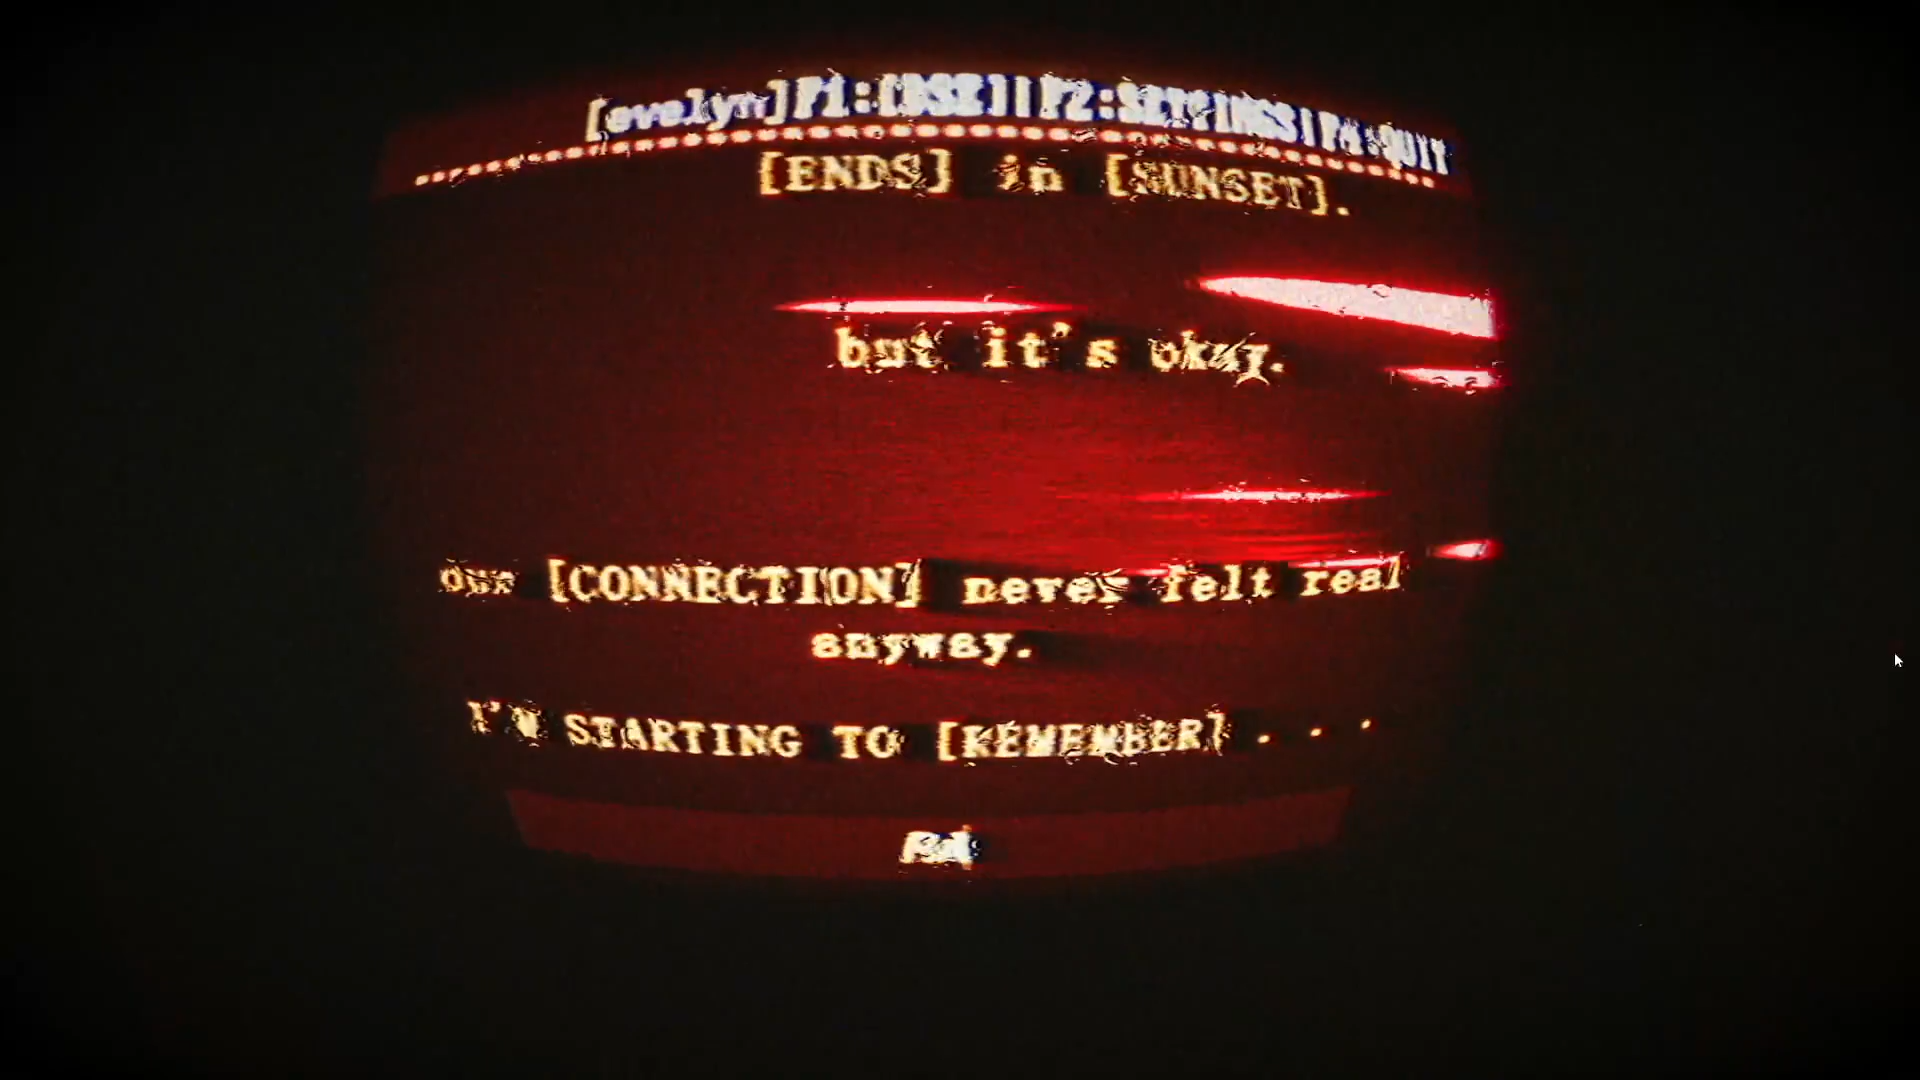 [evelyn] F1:CLOSE || F2:SETTINGS | F4:QUIT
[ENDS] in [SUNSET].
but it's okay.
our [CONNECTION] never felt real
anyway.
I'M STARTING TO [REMEMBER]...